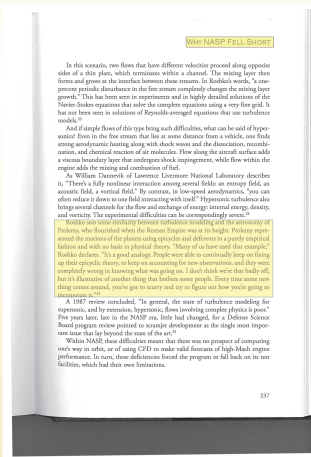 WHY NASP FELL SHORT
In this scenario, two flows that have different velocities proceed along opposite
sides of a thin plate, which terminates within a channel. The mixing layer then
forms and grows at the interface between these streams. In Roshko's words, "a one-
percent periodic disturbance in the free stream completely changes the mixing layer
growth." This has been seen in experiments and in highly detailed solutions of the
Navier-Stokes equations that solve the complete equations using a very fine grid. It
has not been seen in solutions of Reynolds-averaged equations that use turbulence
models.
And if simple flows of this type bring such difficulties, what can be said of hyper-
sonics? Even in the free stream that lies at some distance from a vehicle, one finds
strong aerodynamic heating along with shock waves and the dissociation, recombi-
nation, and chemical reaction of air molecules. Flow along the aircraft surface adds
a viscous boundary layer that undergoes shock impingement, while flow within the
engine adds the mixing and combustion of fuel.
As William Dannevik of Lawrence Livermore National Laboratory describes
it, "There's a fully nonlinear interaction among several fields: an entropy field, an
acoustic field, a vortical field." By contrast, in low-speed aerodynamics, "you can
often reduce it down to one field interacting with itself." Hypersonic turbulence also
brings several channels for the flow and exchange of energy: internal energy, density,
and vorticity. The experimental difficulties can be correspondingly severe.
Roshko sees some similarity between turbulence modeling and the astronomy of
Ptolemy, who flourished when the Roman Empire was at its height. Ptolemy repre-
sented the motions of the planets using epicycles and deferents in a purely empirical
fashion and with no basis in physical theory. "Many of us have used that example,"
Roshko declares. "It's a good analogy. People were able to continually keep on fixing
up their epicyclic theory, to keep on accounting for new observations, and they were
completely wrong in knowing what was going on. I don't think we're that badly off,
but it's illustrative of another thing that bothers some people. Every time some new
thing comes around, you've got to scurry and try to figure out how you're going to
incorporate it."
A 1987 review concluded, "In general, the state of turbulence modeling for
supersonic, and by extension, hypersonic, flows involving complex physics is poor."
Five years later, late in the NASP era, little had changed, for a Defense Science
Board program review pointed to scramjet development as the single most impor-
tant issue that lay beyond the state of the art.
Within NASP, these difficulties meant that there was no prospect of computing
one's way to orbit, or of using CFD to make valid forecasts of high-Mach engine
performance. In turn, these deficiencies forced the program to fall back on its test
facilities, which had their own limitations.
237